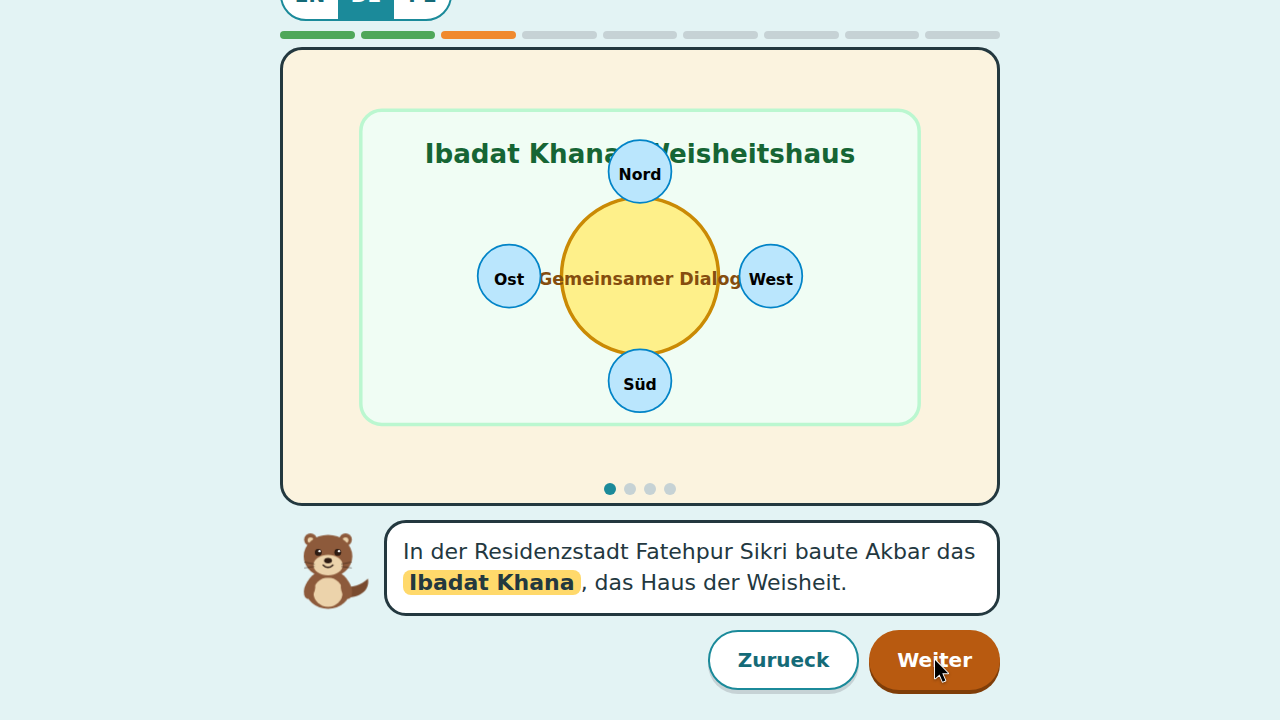 Ibadat Khana
Weisheitshaus
Nord
Ost
Gemeinsamer Dialog
West
Süd
In der Residenzstadt Fatehpur Sikri baute Akbar das
Ibadat Khana, das Haus der Weisheit.
Zurueck
Weiter